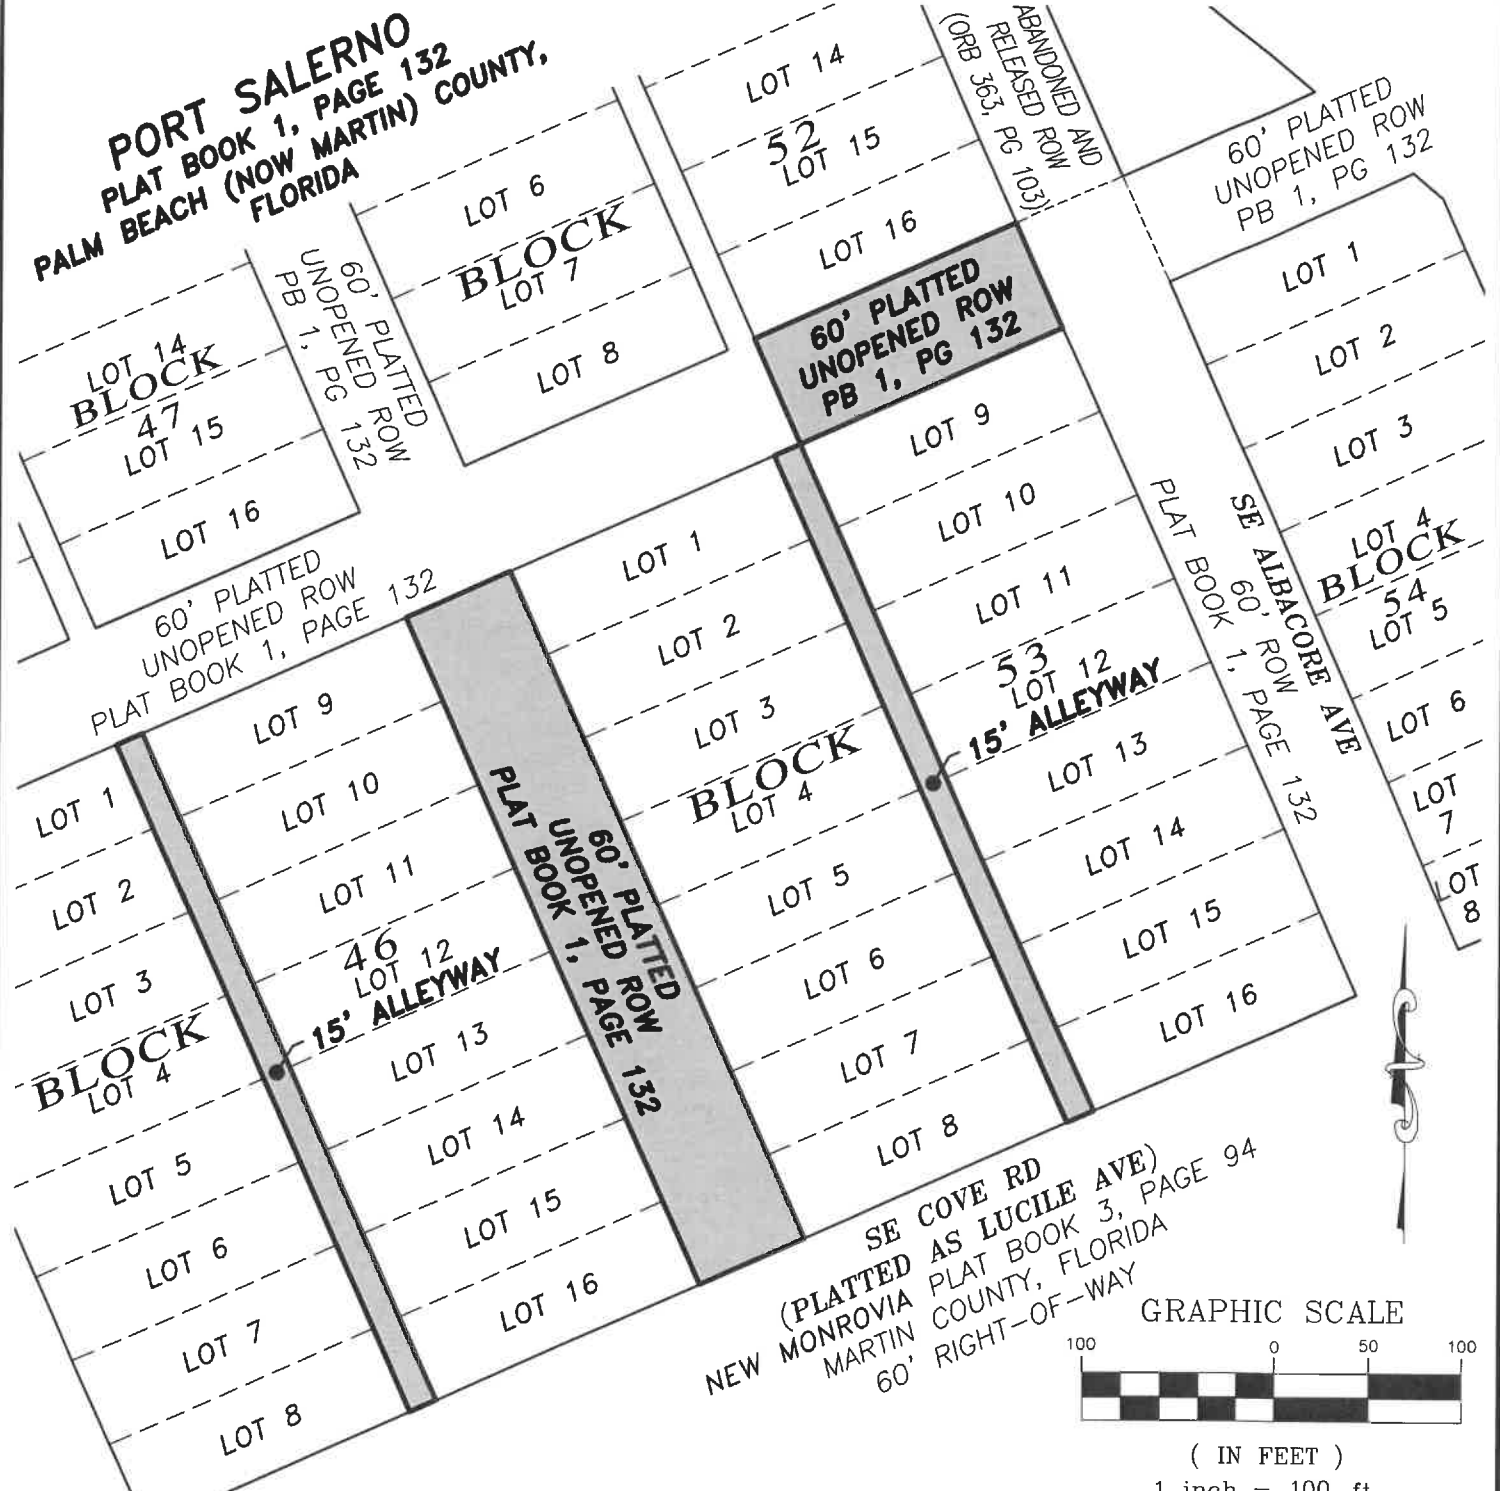 PORT SALERNO
PLAT BOOK 1, PAGE 132
PALM BEACH (NOW MARTIN) COUNTY,
FLORIDA
LOT 14
BLOCK
47
LOT 15
LOT 16
60' PLATTED
UNOPENED ROW
PB 1, PG 132
LOT 6
BLOCK
LOT 7
LOT 8
LOT 14
52
LOT 15
LOT 16
ABANDONED AND
RELEASED ROW
(ORB 363, PG 103)
60' PLATTED
UNOPENED ROW
PB 1, PG 132
60' PLATTED
UNOPENED ROW
PB 1, PG 132
60' PLATTED
UNOPENED ROW
PLAT BOOK 1, PAGE 132
LOT 1
LOT 2
LOT 3
BLOCK
LOT 4
LOT 5
LOT 6
LOT 7
LOT 8
LOT 9
LOT 10
LOT 11
46
LOT 12
15' ALLEYWAY
LOT 13
LOT 14
LOT 15
LOT 16
60' PLATTED
UNOPENED ROW
PLAT BOOK 1, PAGE 132
LOT 1
LOT 2
LOT 3
BLOCK
LOT 4
LOT 5
LOT 6
LOT 7
LOT 8
LOT 9
LOT 10
LOT 11
53
LOT 12
15' ALLEYWAY
LOT 13
LOT 14
LOT 15
LOT 16
SE ALBACORE AVE
60' ROW
PLAT BOOK 1, PAGE 132
LOT 1
LOT 2
LOT 3
LOT 4
BLOCK
54
LOT 5
LOT 6
LOT
7
LOT
8
SE COVE RD
(PLATTED AS LUCILE AVE)
NEW MONROVIA PLAT BOOK 3, PAGE 94
MARTIN COUNTY, FLORIDA
60' RIGHT-OF-WAY
GRAPHIC SCALE
100 0 50 100
( IN FEET )
1 inch = 100 ft.